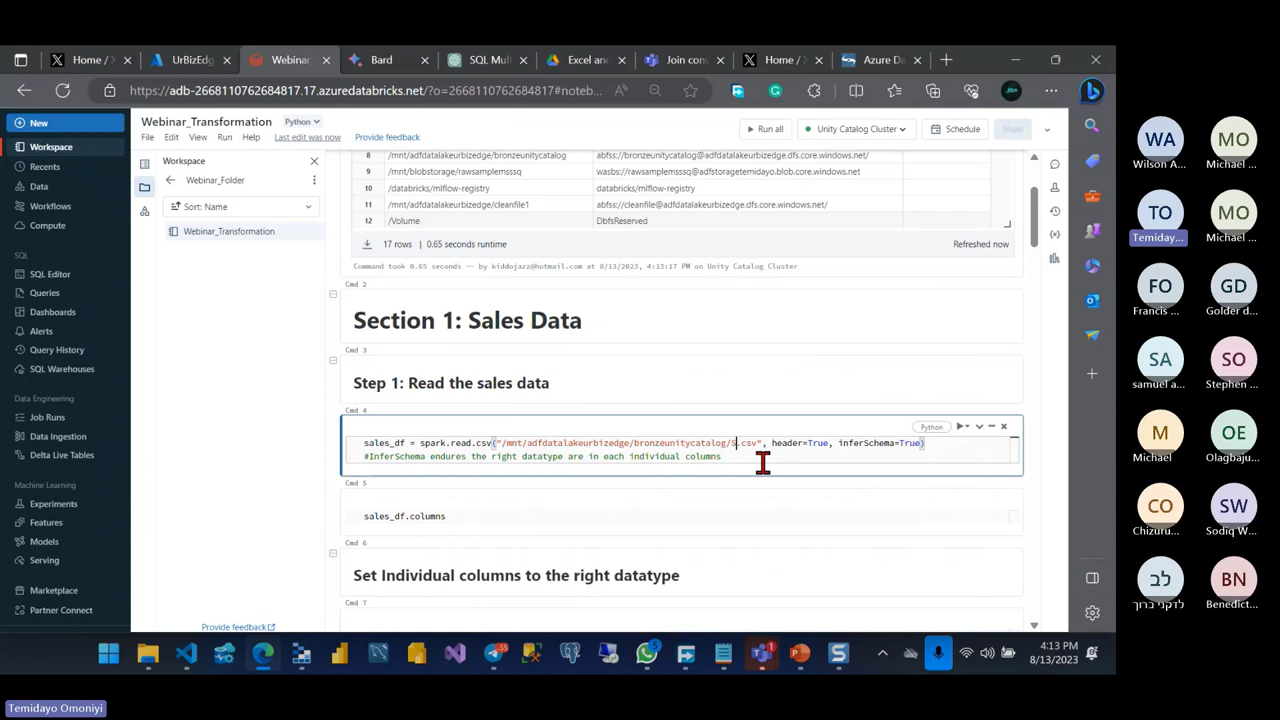 Home / X
UrBizEdg
Webinar_
Bard
SQL Mult
Excel and
Join conv
Home / X
Azure Da
https://adb-2668110762684717.17.azuredatabricks.net/?o=2668110762684717#noteb...
New
Workspace
Recents
Data
Workflows
Compute
SQL
SQL Editor
Queries
Dashboards
Alerts
Query History
SQL Warehouses
Data Engineering
Job Runs
Data Ingestion
Delta Live Tables
Machine Learning
Experiments
Features
Models
Serving
Marketplace
Partner Connect
Webinar_Transformation
Python
File Edit View Run Help Last edit was now Provide feedback
Run all
Unity Catalog Cluster
Schedule
Share
Workspace
Webinar_Folder
Sort: Name
Webinar_Transformation
Provide feedback
8 /mnt/adfdatalakeurbizedge/bronzeunitycatalog abfss://bronzeunitycatalog@adfdatalakeurbizedge.dfs.core.windows.net/
9 /mnt/blobstorage/rawsamplemsssq wasbs://rawsamplemsssq@adfstoragetemidayo.blob.core.windows.net
10 /databricks/mlflow-registry databricks/mlflow-registry
11 /mnt/adfdatalakeurbizedge/cleanfile1 abfss://cleanfile@adfdatalakeurbizedge.dfs.core.windows.net/
12 /Volume DbfsReserved
17 rows | 0.65 seconds runtime
Refreshed now
Command took 0.65 seconds -- by kiddojazz@hotmail.com at 8/13/2023, 4:13:17 PM on Unity Catalog Cluster
Cmd 2
Section 1: Sales Data
Cmd 3
Step 1: Read the sales data
Cmd 4
Python
sales_df = spark.read.csv("/mnt/adfdatalakeurbizedge/bronzeunitycatalog/S.csv", header=True, inferSchema=True)
#InferSchema endures the right datatype are in each individual columns
Cmd 5
sales_df.columns
Cmd 6
Set Individual columns to the right datatype
Cmd 7
4:13 PM
8/13/2023
WA
Wilson A...
MO
Michael ...
TO
Temiday...
MO
Michael ...
FO
Francis ...
GD
Golder d...
SA
samuel a...
SO
Stephen ...
M
Michael
OE
Olagbaju...
CO
Chizuru...
SW
Sodiq W...
לב
לדקני ברוך
BN
Benedict...
Temidayo Omoniyi